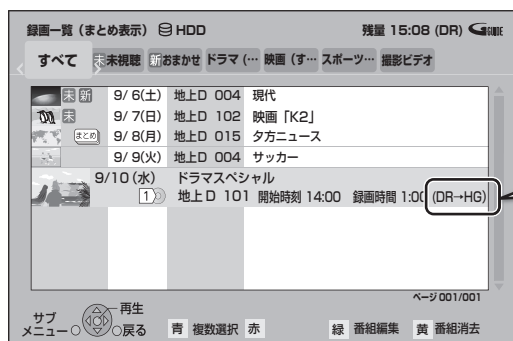 録画一覧（まとめ表示） HDD 残量 15:08 (DR) GGUIDE
すべて 未 未視聴 新 おまかせ ドラマ (… 映画 (す… スポーツ… 撮影ビデオ
未 新 9/ 6(土) 地上D 004 現代
未 9/ 7(日) 地上D 102 映画「K2」
まとめ 9/ 8(月) 地上D 015 夕方ニュース
9/ 9(火) 地上D 004 サッカー
9/10(水) ドラマスペシャル
1 地上D 101 開始時刻 14:00 録画時間 1:00 (DR→HG)
ページ 001/001
サブメニュー 再生 戻る 青 複数選択 赤 緑 番組編集 黄 番組消去